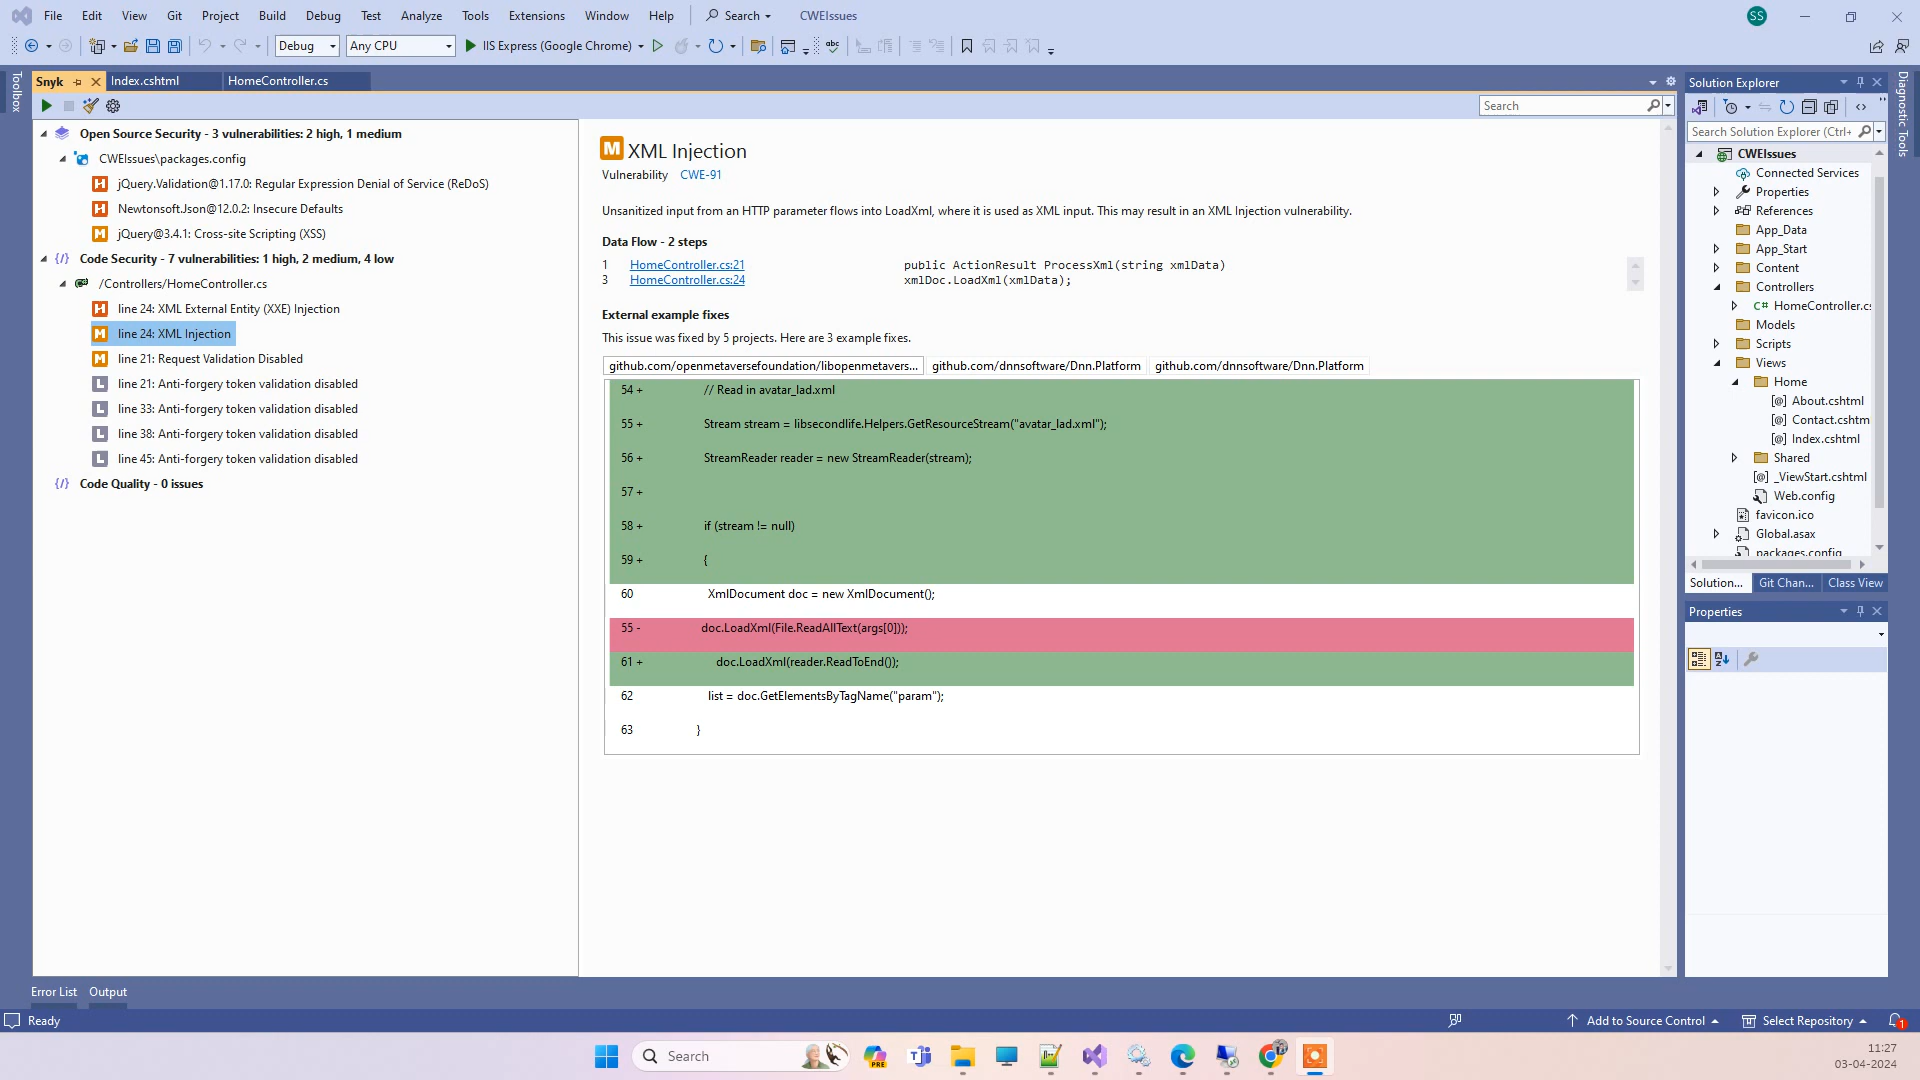 File Edit View Git Project Build Debug Test Analyze Tools Extensions Window Help Search CWEIssues SS
Debug Any CPU IIS Express (Google Chrome)
Toolbox
Snyk Index.cshtml HomeController.cs
Search
Open Source Security - 3 vulnerabilities: 2 high, 1 medium
CWEIssues\packages.config
H jQuery.Validation@1.17.0: Regular Expression Denial of Service (ReDoS)
H Newtonsoft.Json@12.0.2: Insecure Defaults
M jQuery@3.4.1: Cross-site Scripting (XSS)
Code Security - 7 vulnerabilities: 1 high, 2 medium, 4 low
/Controllers/HomeController.cs
H line 24: XML External Entity (XXE) Injection
M line 24: XML Injection
M line 21: Request Validation Disabled
L line 21: Anti-forgery token validation disabled
L line 33: Anti-forgery token validation disabled
L line 38: Anti-forgery token validation disabled
L line 45: Anti-forgery token validation disabled
Code Quality - 0 issues
M XML Injection
Vulnerability CWE-91
Unsanitized input from an HTTP parameter flows into LoadXml, where it is used as XML input. This may result in an XML Injection vulnerability.
Data Flow - 2 steps
1 HomeController.cs:21 public ActionResult ProcessXml(string xmlData)
3 HomeController.cs:24 xmlDoc.LoadXml(xmlData);
External example fixes
This issue was fixed by 5 projects. Here are 3 example fixes.
github.com/openmetaversefoundation/libopenmetavers... github.com/dnnsoftware/Dnn.Platform github.com/dnnsoftware/Dnn.Platform
54 + // Read in avatar_lad.xml
55 + Stream stream = libsecondlife.Helpers.GetResourceStream("avatar_lad.xml");
56 + StreamReader reader = new StreamReader(stream);
57 +
58 + if (stream != null)
59 + {
60 XmlDocument doc = new XmlDocument();
55 - doc.LoadXml(File.ReadAllText(args[0]));
61 + doc.LoadXml(reader.ReadToEnd());
62 list = doc.GetElementsByTagName("param");
63 }
Solution Explorer
Search Solution Explorer (Ctrl+
CWEIssues
Connected Services
Properties
References
App_Data
App_Start
Content
Controllers
C# HomeController.cs
Models
Scripts
Views
Home
About.cshtml
Contact.cshtm
Index.cshtml
Shared
_ViewStart.cshtml
Web.config
favicon.ico
Global.asax
packages.config
Solution... Git Chan... Class View
Properties
Diagnostic Tools
Error List Output
Ready Add to Source Control Select Repository 1
Search PRE
11:27
03-04-2024